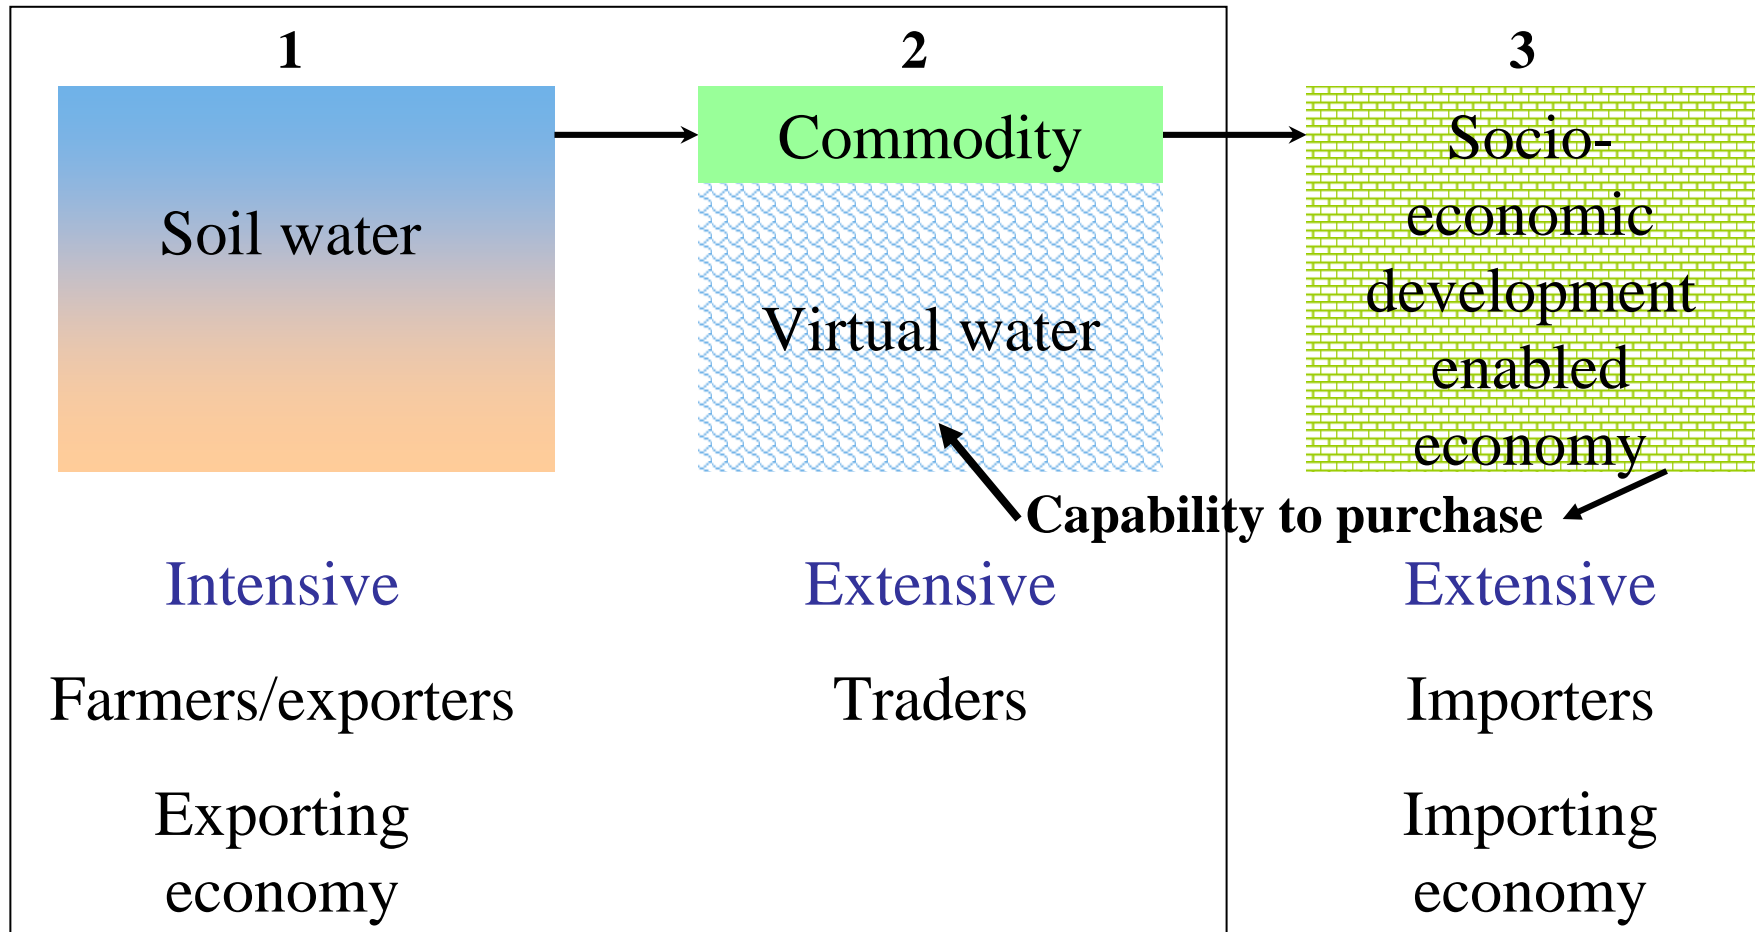 1
2
3
Soil water
Commodity
Virtual water
Socio-
economic
development
enabled
economy
Capability to purchase
Intensive
Extensive
Extensive
Farmers/exporters
Traders
Importers
Exporting
economy
Importing
economy